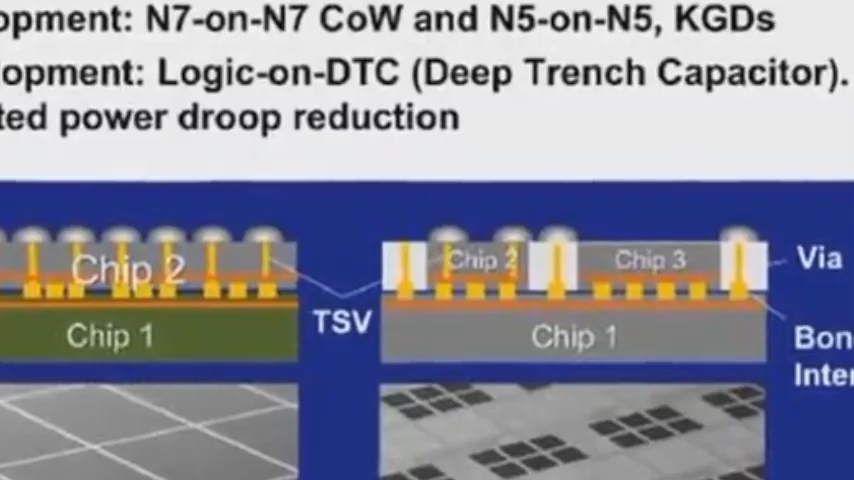 opment: N7-on-N7 CoW and N5-on-N5, KGDs
lopment: Logic-on-DTC (Deep Trench Capacitor).
ted power droop reduction
Chip 2
Chip 1
TSV
Chip 2
Chip 3
Chip 1
Via
Bon
Inter